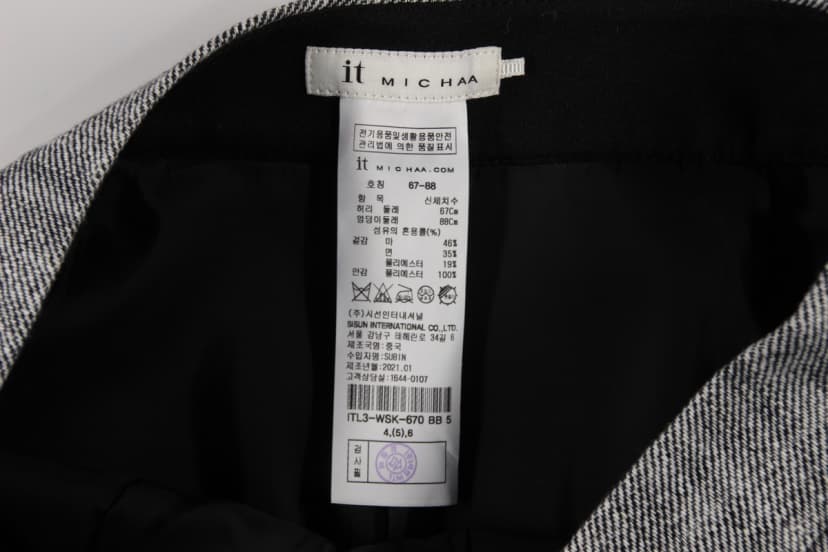 it MICHAA
전기용품및생활용품안전
관리법에 의한 품질표시
it MICHAA.COM
호칭 67-88
항 목 신체치수
허리 둘레 67Cm
엉덩이둘레 88Cm
섬유의 혼용률(%)
겉감 마 46%
면 35%
폴리에스터 19%
안감 폴리에스터 100%
(주)시선인터내셔널
SISUN INTERNATIONAL CO.,LTD.
서울 강남구 테헤란로 34길 6
제조국명:중국
수입자명:SUBIN
제조년월:2021.01
고객상담실:1644-0107
ITL3-WSK-670 BB 5
4,(5),6
검사필